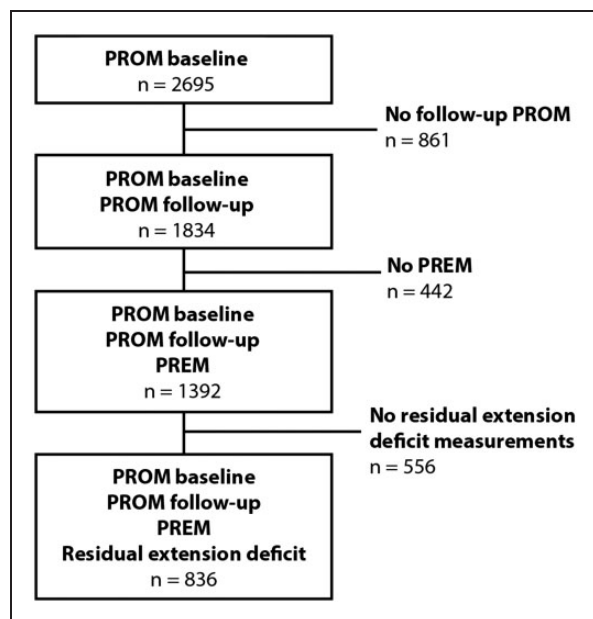 PROM baseline
n = 2695
No follow-up PROM
n = 861
PROM baseline
PROM follow-up
n = 1834
No PREM
n = 442
PROM baseline
PROM follow-up
PREM
n = 1392
No residual extension
deficit measurements
n = 556
PROM baseline
PROM follow-up
PREM
Residual extension deficit
n = 836